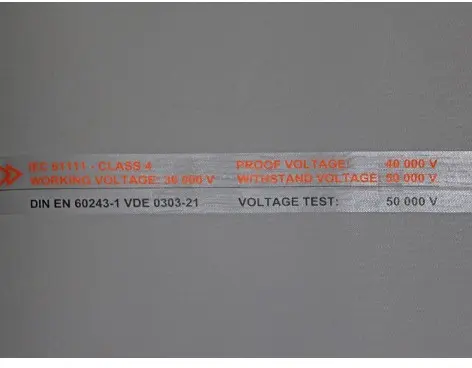 IEC 61111 - CLASS 4 PROOF VOLTAGE: 40 000 V
WORKING VOLTAGE: 36 000 V WITHSTAND VOLTAGE: 50 000 V
DIN EN 60243-1 VDE 0303-21 VOLTAGE TEST: 50 000 V